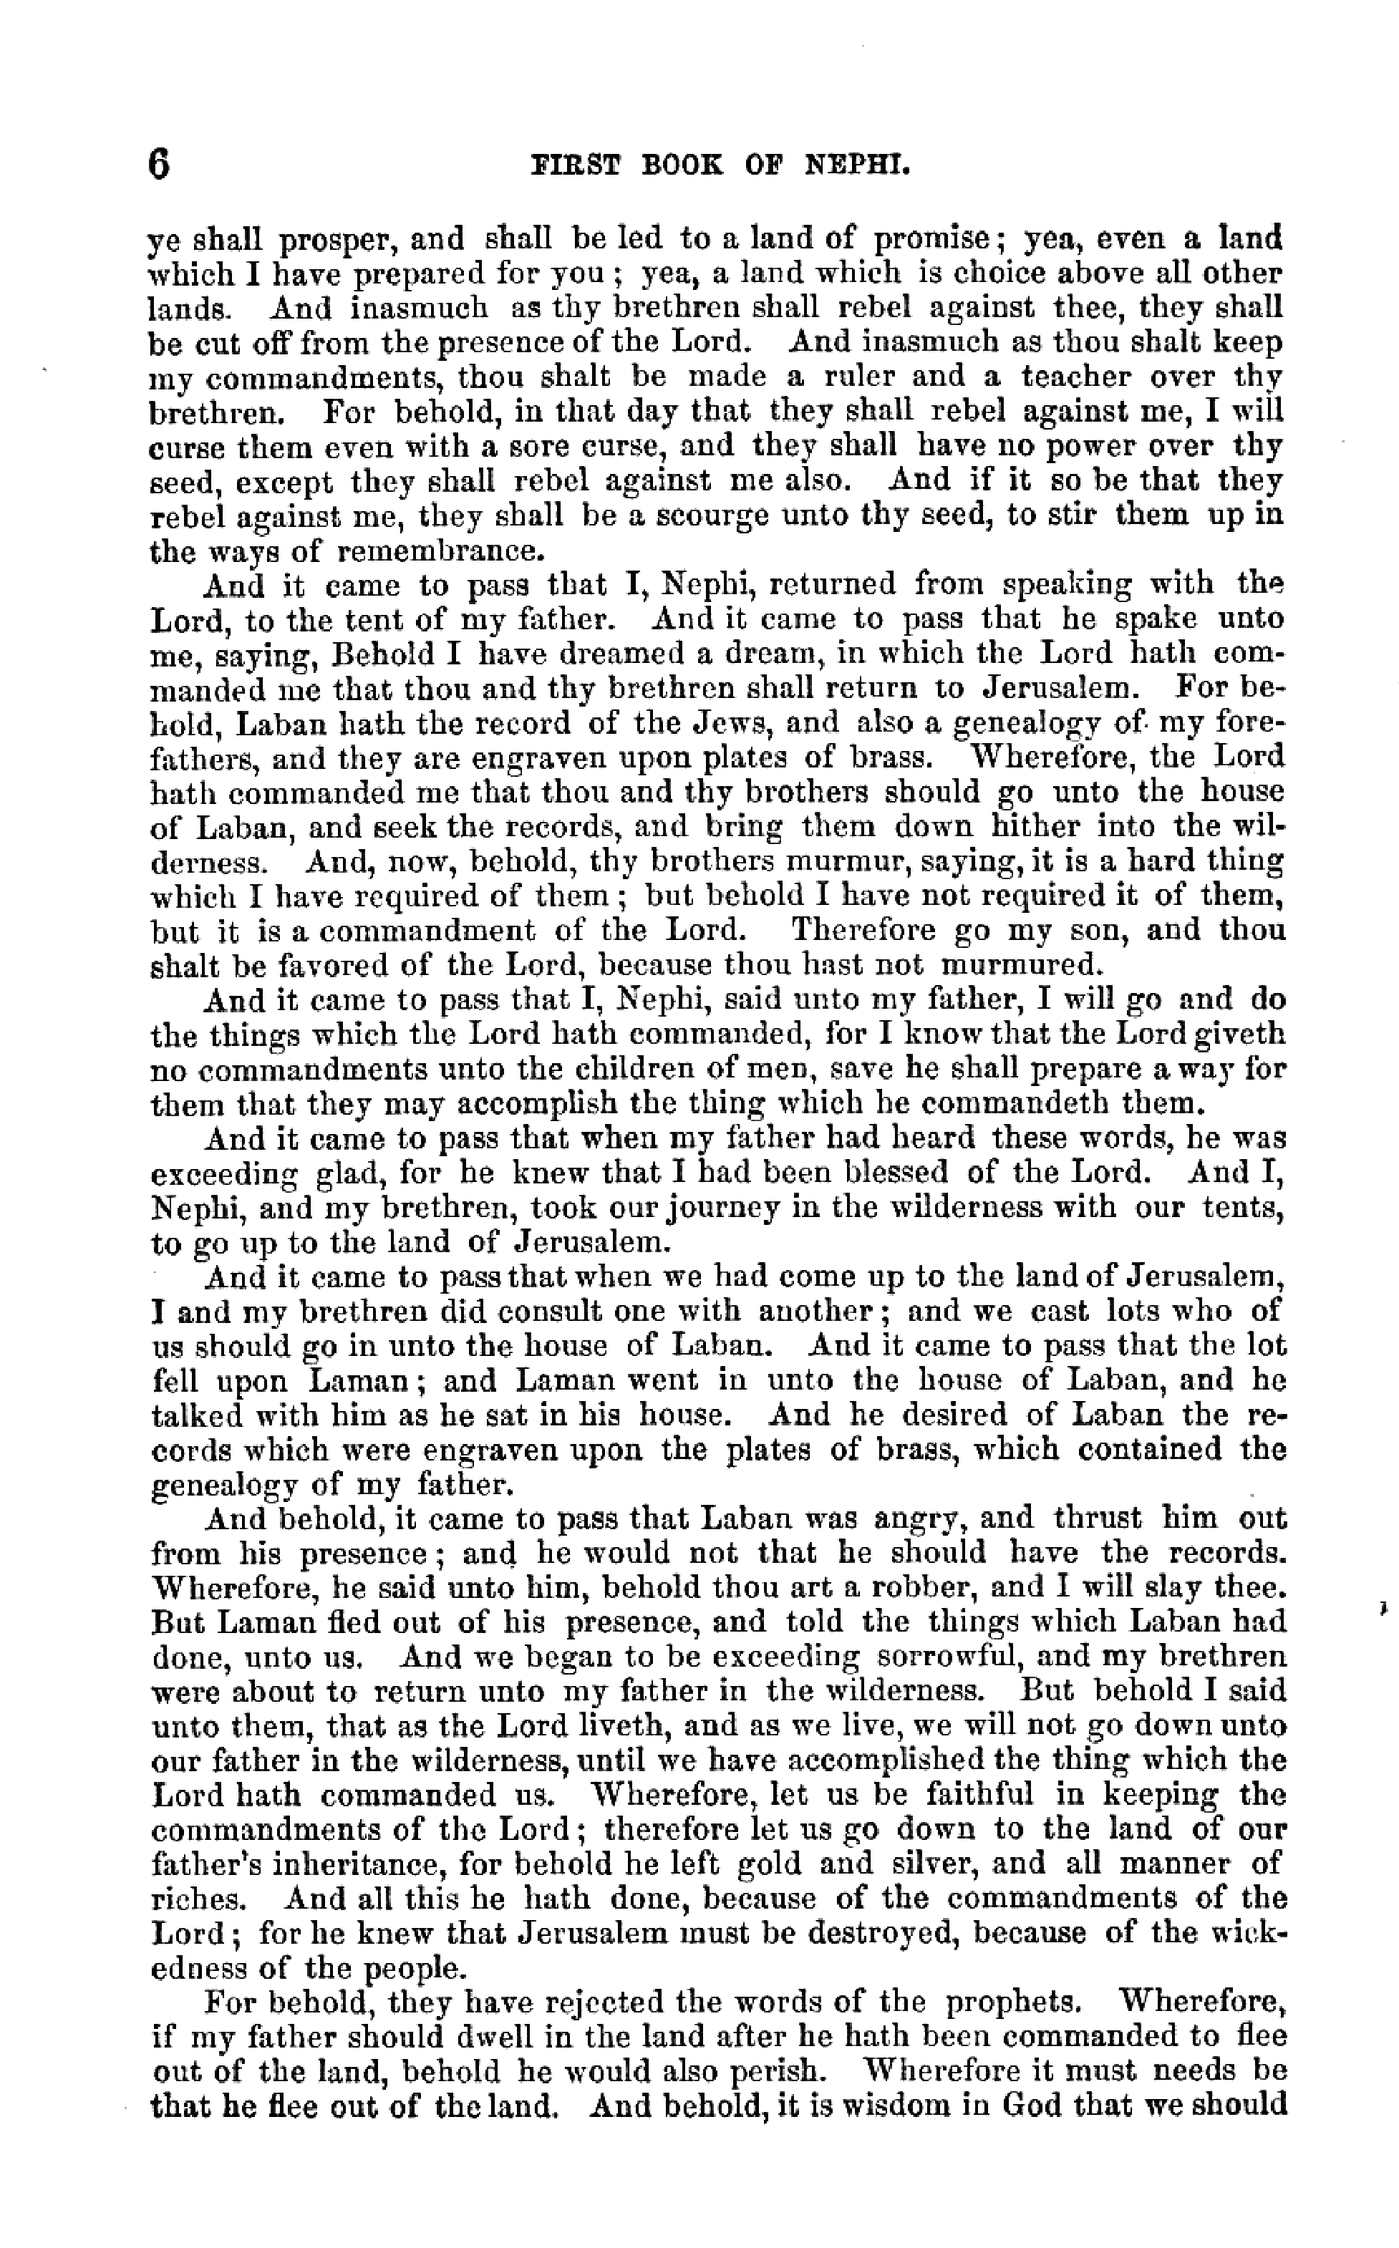 6 FIRST BOOK OF NEPHI.
ye shall prosper, and shall be led to a land of promise; yea, even a land
which I have prepared for you; yea, a land which is choice above all other
lands. And inasmuch as thy brethren shall rebel against thee, they shall
be cut off from the presence of the Lord. And inasmuch as thou shalt keep
my commandments, thou shalt be made a ruler and a teacher over thy
brethren. For behold, in that day that they shall rebel against me, I will
curse them even with a sore curse, and they shall have no power over thy
seed, except they shall rebel against me also. And if it so be that they
rebel against me, they shall be a scourge unto thy seed, to stir them up in
the ways of remembrance.
And it came to pass that I, Nephi, returned from speaking with the
Lord, to the tent of my father. And it came to pass that he spake unto
me, saying, Behold I have dreamed a dream, in which the Lord hath com-
manded me that thou and thy brethren shall return to Jerusalem. For be-
hold, Laban hath the record of the Jews, and also a genealogy of my fore-
fathers, and they are engraven upon plates of brass. Wherefore, the Lord
hath commanded me that thou and thy brothers should go unto the house
of Laban, and seek the records, and bring them down hither into the wil-
derness. And, now, behold, thy brothers murmur, saying, it is a hard thing
which I have required of them; but behold I have not required it of them,
but it is a commandment of the Lord. Therefore go my son, and thou
shalt be favored of the Lord, because thou hast not murmured.
And it came to pass that I, Nephi, said unto my father, I will go and do
the things which the Lord hath commanded, for I know that the Lord giveth
no commandments unto the children of men, save he shall prepare a way for
them that they may accomplish the thing which he commandeth them.
And it came to pass that when my father had heard these words, he was
exceeding glad, for he knew that I had been blessed of the Lord. And I,
Nephi, and my brethren, took our journey in the wilderness with our tents,
to go up to the land of Jerusalem.
And it came to pass that when we had come up to the land of Jerusalem,
I and my brethren did consult one with another; and we cast lots who of
us should go in unto the house of Laban. And it came to pass that the lot
fell upon Laman; and Laman went in unto the house of Laban, and he
talked with him as he sat in his house. And he desired of Laban the re-
cords which were engraven upon the plates of brass, which contained the
genealogy of my father.
And behold, it came to pass that Laban was angry, and thrust him out
from his presence; and he would not that he should have the records.
Wherefore, he said unto him, behold thou art a robber, and I will slay thee.
But Laman fled out of his presence, and told the things which Laban had
done, unto us. And we began to be exceeding sorrowful, and my brethren
were about to return unto my father in the wilderness. But behold I said
unto them, that as the Lord liveth, and as we live, we will not go down unto
our father in the wilderness, until we have accomplished the thing which the
Lord hath commanded us. Wherefore, let us be faithful in keeping the
commandments of the Lord; therefore let us go down to the land of our
father's inheritance, for behold he left gold and silver, and all manner of
riches. And all this he hath done, because of the commandments of the
Lord; for he knew that Jerusalem must be destroyed, because of the wick-
edness of the people.
For behold, they have rejected the words of the prophets. Wherefore,
if my father should dwell in the land after he hath been commanded to flee
out of the land, behold he would also perish. Wherefore it must needs be
that he flee out of the land. And behold, it is wisdom in God that we should